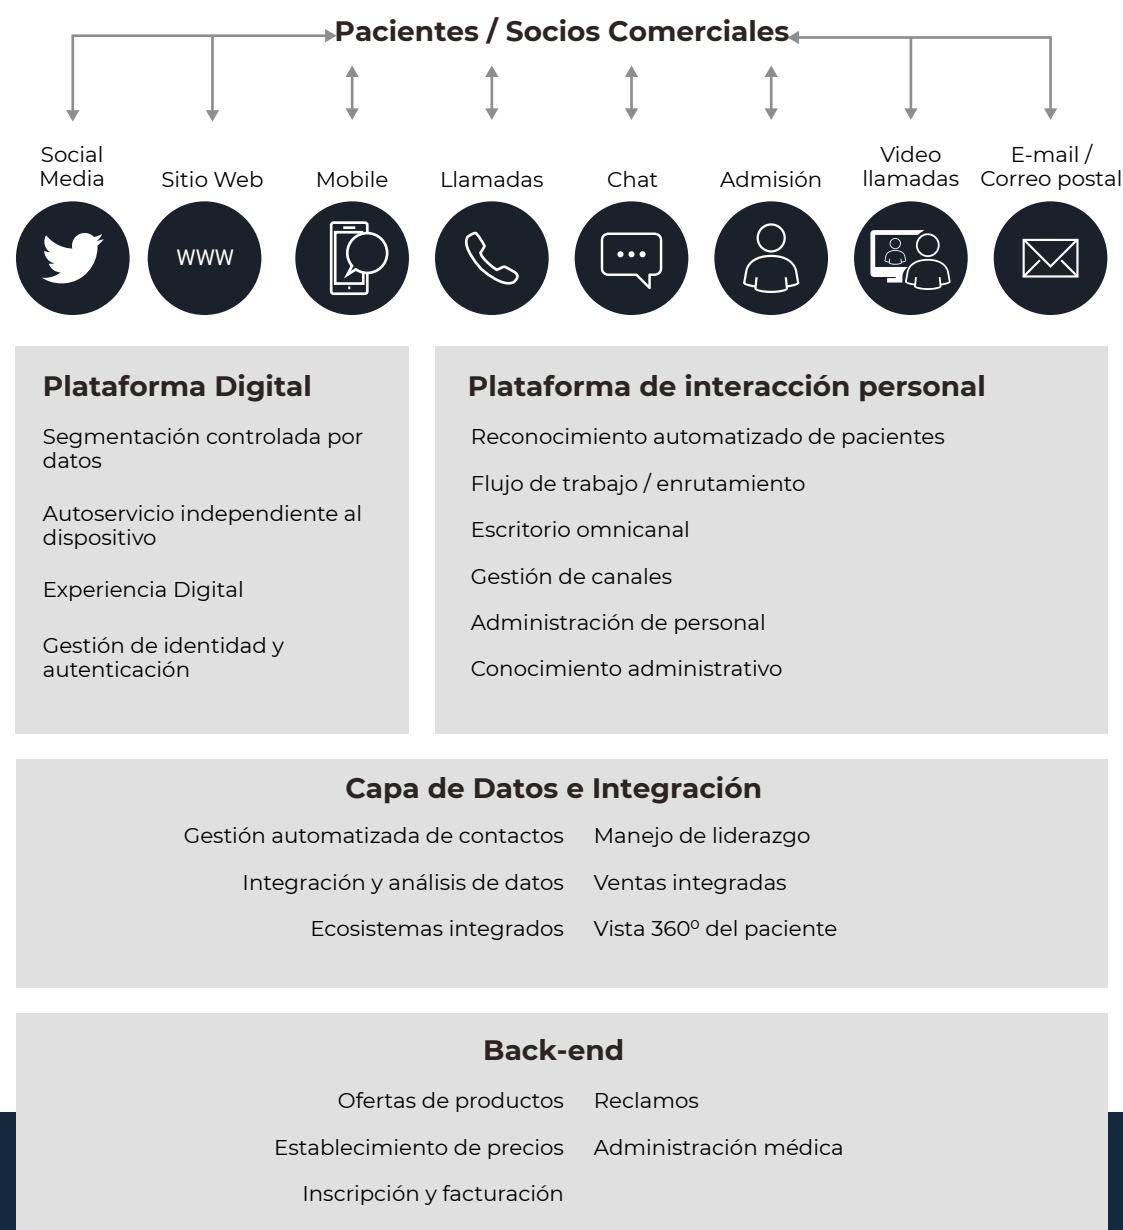 Pacientes / Socios Comerciales
Social
Media
Sitio Web
Mobile
Llamadas
Chat
Admisión
Video
llamadas
E-mail /
Correo postal
www
Plataforma Digital
Segmentación controlada por
datos
Autoservicio independiente al
dispositivo
Experiencia Digital
Gestión de identidad y
autenticación
Plataforma de interacción personal
Reconocimiento automatizado de pacientes
Flujo de trabajo / enrutamiento
Escritorio omnicanal
Gestión de canales
Administración de personal
Conocimiento administrativo
Capa de Datos e Integración
Gestión automatizada de contactos
Integración y análisis de datos
Ecosistemas integrados
Manejo de liderazgo
Ventas integradas
Vista 360º del paciente
Back-end
Ofertas de productos
Establecimiento de precios
Inscripción y facturación
Reclamos
Administración médica